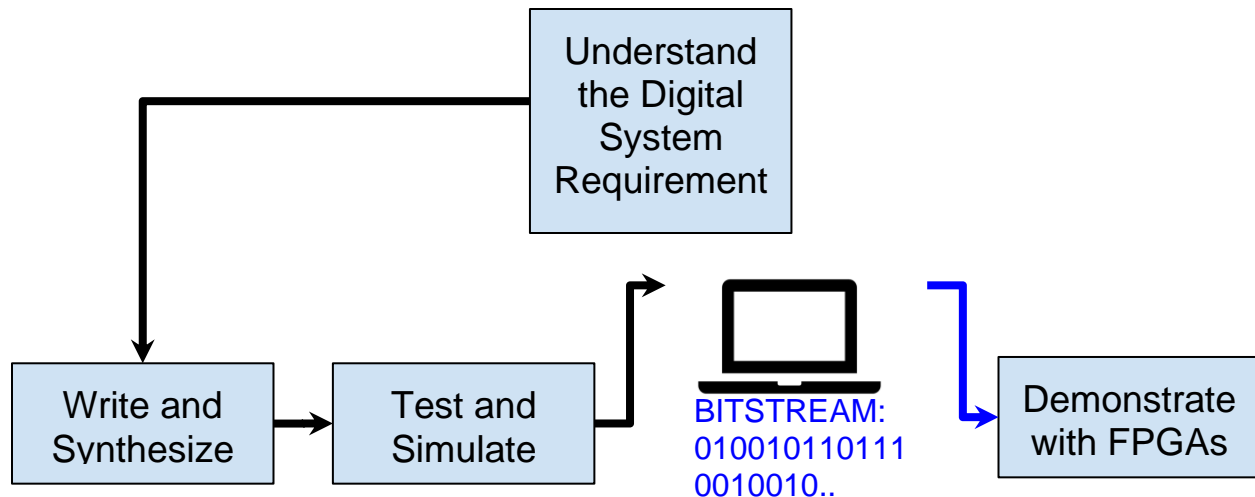 Understand
the Digital
System
Requirement
Write and
Synthesize
Test and
Simulate
BITSTREAM:
010010110111
0010010..
Demonstrate
with FPGAs